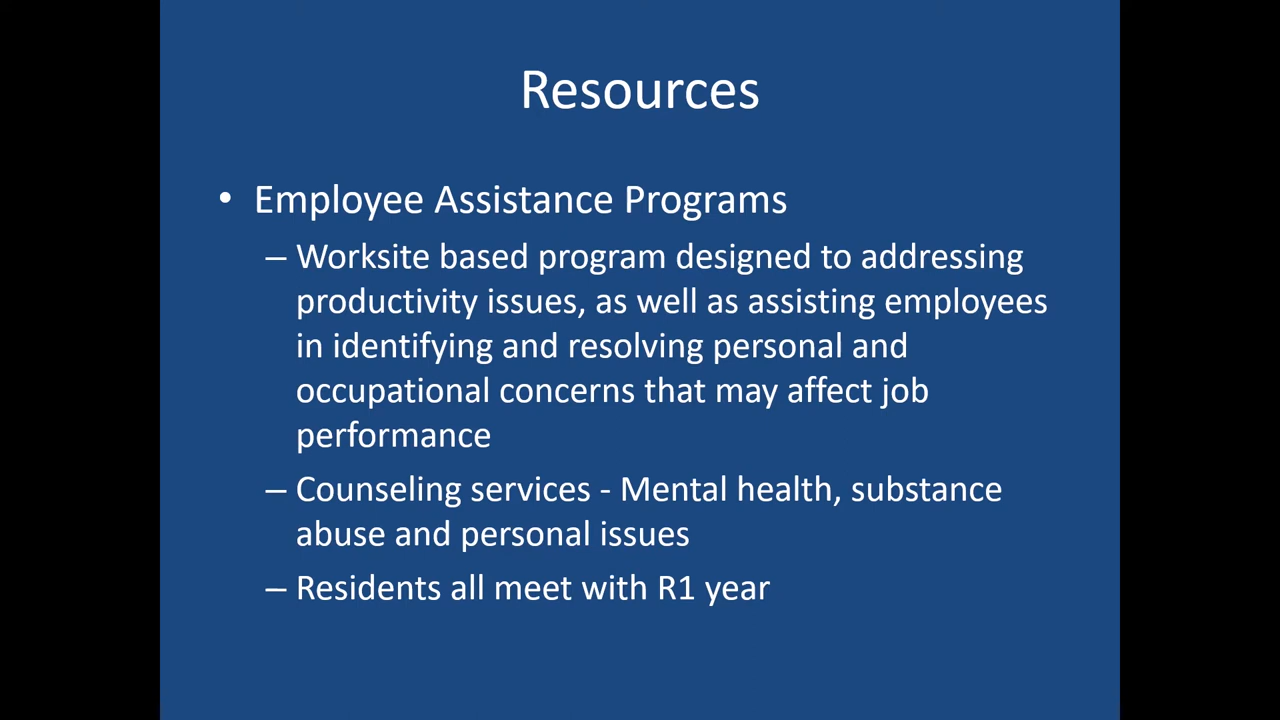 Resources
• Employee Assistance Programs
– Worksite based program designed to addressing
productivity issues, as well as assisting employees
in identifying and resolving personal and
occupational concerns that may affect job
performance
– Counseling services - Mental health, substance
abuse and personal issues
– Residents all meet with R1 year